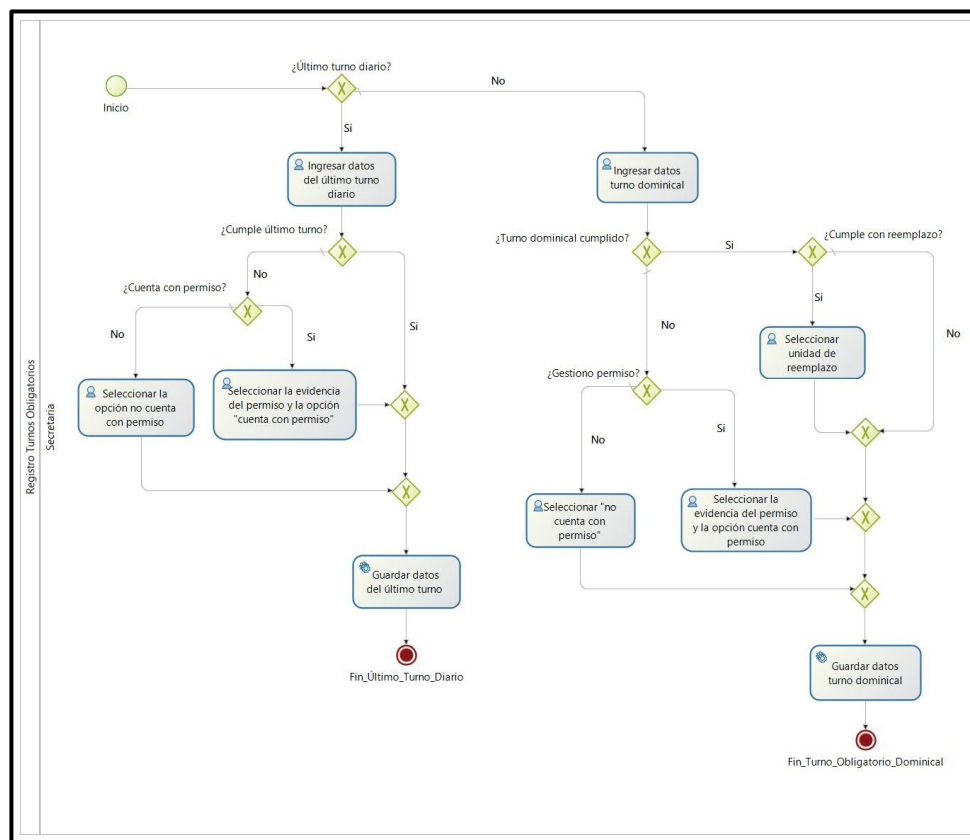 Registro Turnos Obligatorios
Secretaria
¿Último turno diario?
No
Inicio
Si
Ingresar datos
del último turno
diario
Ingresar datos
turno dominical
¿Cumple último turno?
¿Turno dominical cumplido?
Si
¿Cumple con reemplazo?
No
¿Cuenta con permiso?
Si
No
Si
Si
No
No
Seleccionar
unidad de
reemplazo
Seleccionar la
opción no cuenta
con permiso
Seleccionar la evidencia
del permiso y la opción
"cuenta con permiso"
¿Gestiono permiso?
No
Si
Seleccionar "no
cuenta con
permiso"
Seleccionar la
evidencia del permiso
y la opción cuenta con
permiso
Guardar datos
del último turno
Fin_Último_Turno_Diario
Guardar datos
turno dominical
Fin_Turno_Obligatorio_Dominical